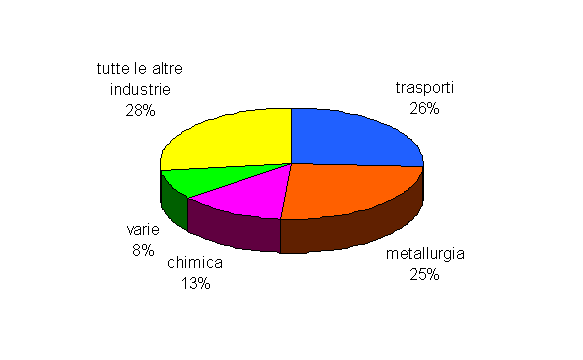 tutte le altre
industrie
28%
trasporti
26%
varie
8%
chimica
13%
metallurgia
25%